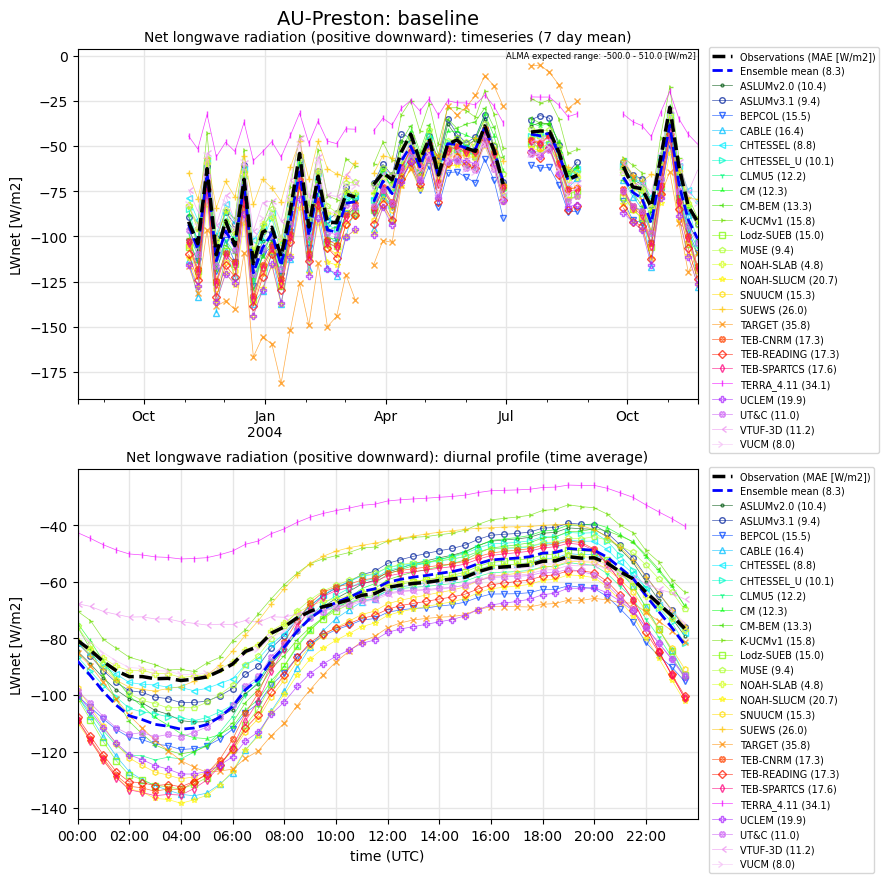 AU-Preston: baseline
Net longwave radiation (positive downward): timeseries (7 day mean)
ALMA expected range: -500.0 - 510.0 [W/m2]
LWnet [W/m2]
0
−25
−50
−75
−100
−125
−150
−175
Oct
Jan
2004
Apr
Jul
Oct
Observations (MAE [W/m2])
Ensemble mean (8.3)
ASLUMv2.0 (10.4)
ASLUMv3.1 (9.4)
BEPCOL (15.5)
CABLE (16.4)
CHTESSEL (8.8)
CHTESSEL_U (10.1)
CLMU5 (12.2)
CM (12.3)
CM-BEM (13.3)
K-UCMv1 (15.8)
Lodz-SUEB (15.0)
MUSE (9.4)
NOAH-SLAB (4.8)
NOAH-SLUCM (20.7)
SNUUCM (15.3)
SUEWS (26.0)
TARGET (35.8)
TEB-CNRM (17.3)
TEB-READING (17.3)
TEB-SPARTCS (17.6)
TERRA_4.11 (34.1)
UCLEM (19.9)
UT&C (11.0)
VTUF-3D (11.2)
VUCM (8.0)
Net longwave radiation (positive downward): diurnal profile (time average)
LWnet [W/m2]
−40
−60
−80
−100
−120
−140
00:00
02:00
04:00
06:00
08:00
10:00
12:00
14:00
16:00
18:00
20:00
22:00
time (UTC)
Observation (MAE [W/m2])
Ensemble mean (8.3)
ASLUMv2.0 (10.4)
ASLUMv3.1 (9.4)
BEPCOL (15.5)
CABLE (16.4)
CHTESSEL (8.8)
CHTESSEL_U (10.1)
CLMU5 (12.2)
CM (12.3)
CM-BEM (13.3)
K-UCMv1 (15.8)
Lodz-SUEB (15.0)
MUSE (9.4)
NOAH-SLAB (4.8)
NOAH-SLUCM (20.7)
SNUUCM (15.3)
SUEWS (26.0)
TARGET (35.8)
TEB-CNRM (17.3)
TEB-READING (17.3)
TEB-SPARTCS (17.6)
TERRA_4.11 (34.1)
UCLEM (19.9)
UT&C (11.0)
VTUF-3D (11.2)
VUCM (8.0)